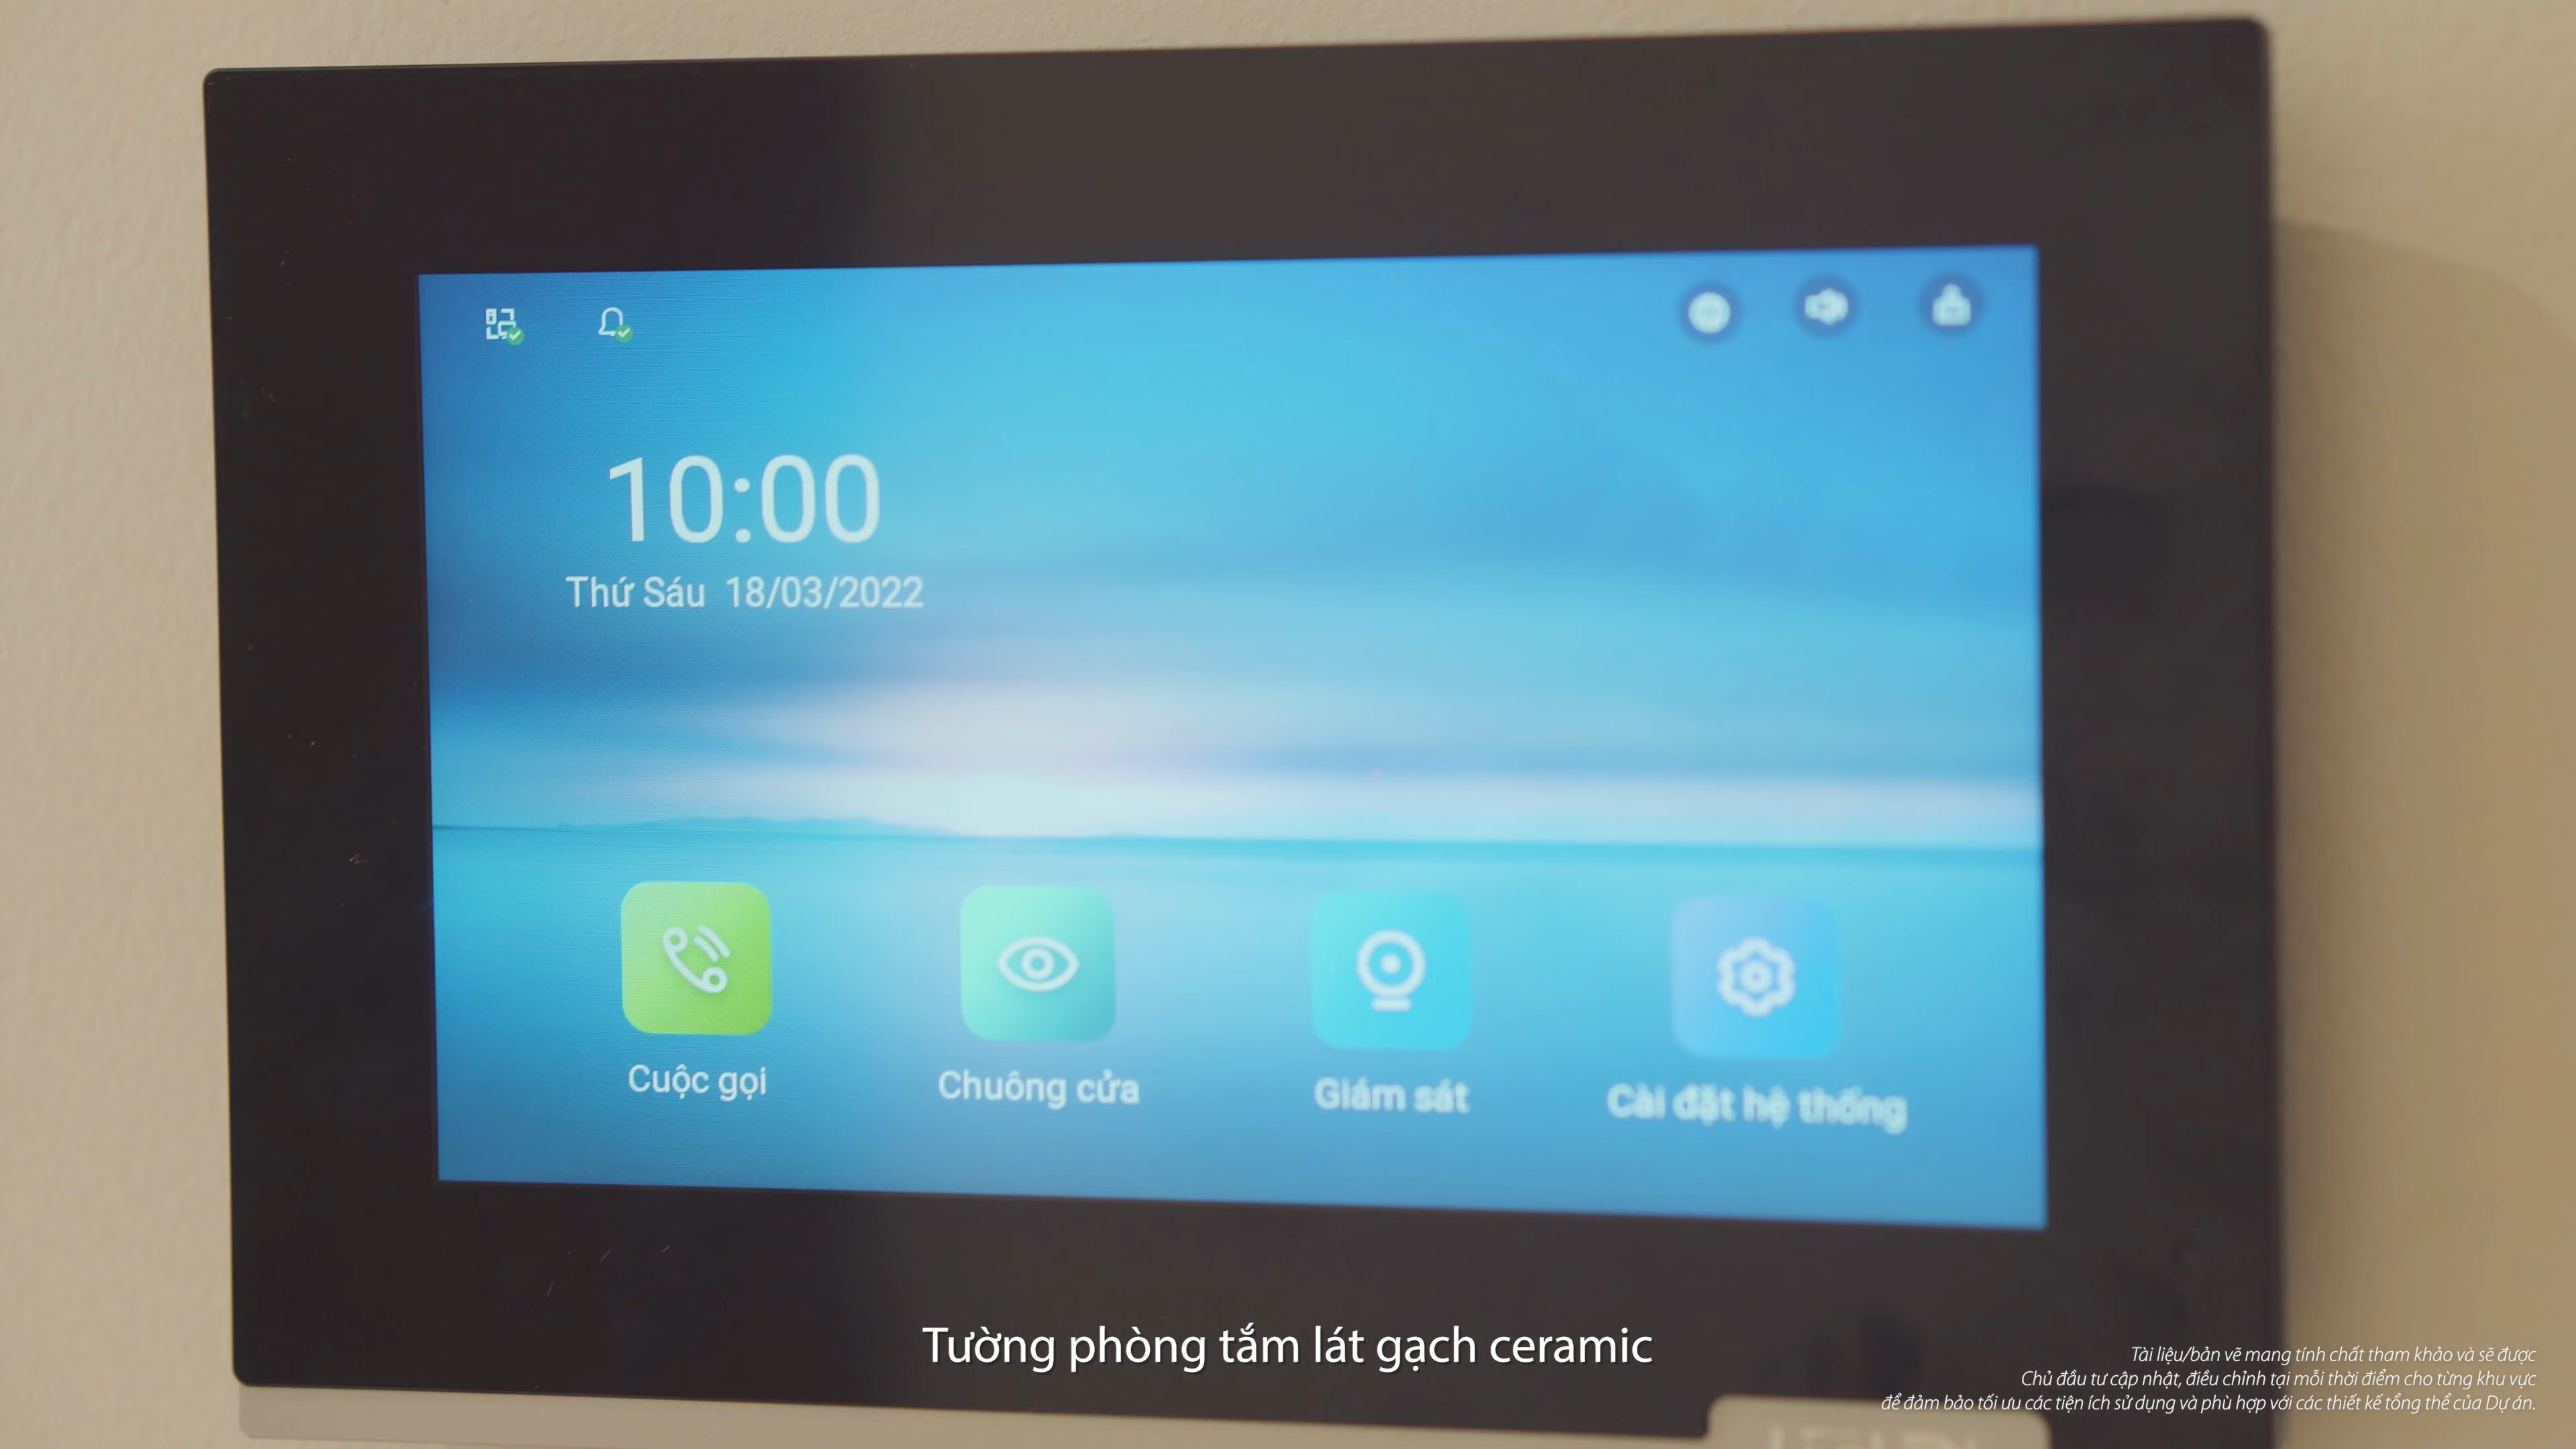 10:00
Thứ Sáu 18/03/2022
Cuộc gọi
Chuông cửa
Giám sát
Cài đặt hệ thống
Tường phòng tắm lát gạch ceramic
Tài liệu/bản vẽ mang tính chất tham khảo và sẽ được
Chủ đầu tư cập nhật, điều chỉnh tại mỗi thời điểm cho từng khu vực
để đảm bảo tối ưu các tiện ích sử dụng và phù hợp với các thiết kế tổng thể của Dự án.